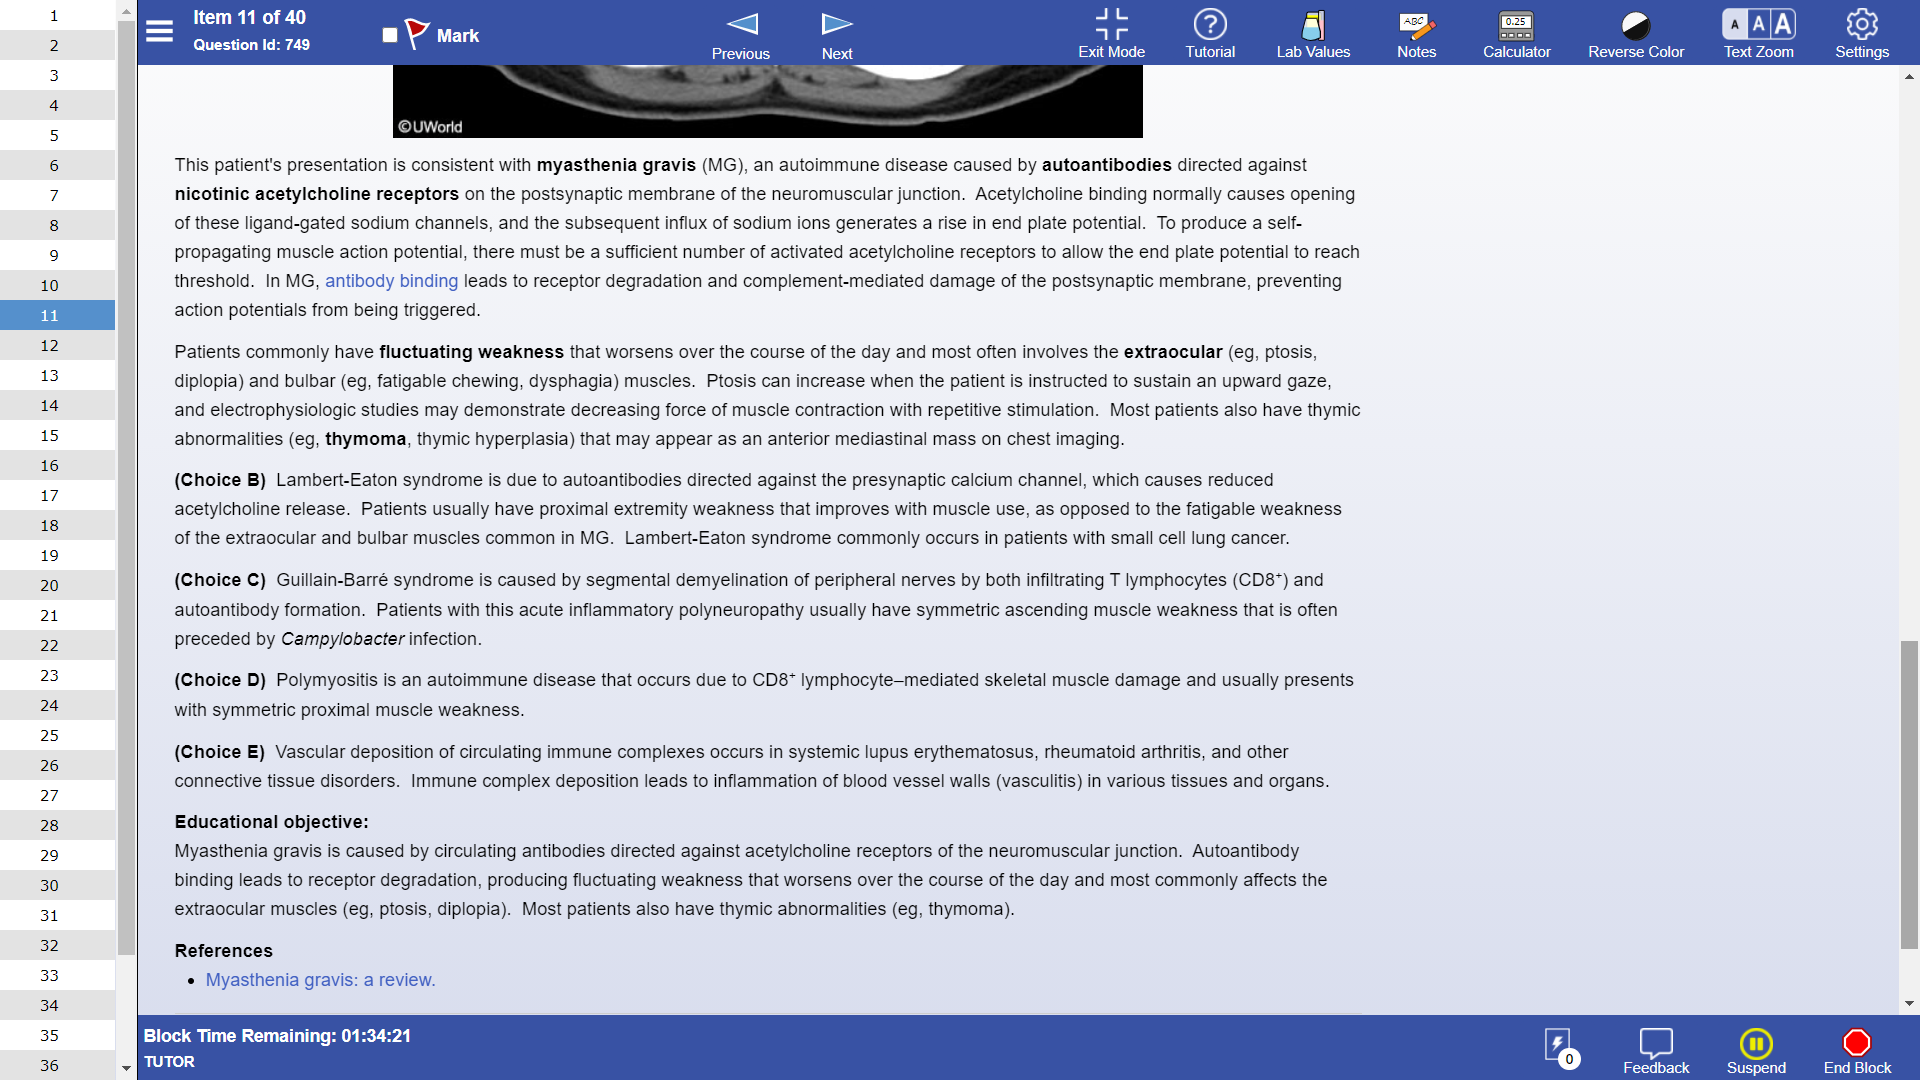 1
2
3
4
5
6
7
8
9
10
11
12
13
14
15
16
17
18
19
20
21
22
23
24
25
26
27
28
29
30
31
32
33
34
35
36
Item 11 of 40
Question Id: 749
Mark
Previous
Next
Exit Mode
Tutorial
Lab Values
ABC
Notes
0.25
Calculator
Reverse Color
A A A
Text Zoom
Settings
©UWorld
This patient's presentation is consistent with myasthenia gravis (MG), an autoimmune disease caused by autoantibodies directed against
nicotinic acetylcholine receptors on the postsynaptic membrane of the neuromuscular junction. Acetylcholine binding normally causes opening
of these ligand-gated sodium channels, and the subsequent influx of sodium ions generates a rise in end plate potential. To produce a self-
propagating muscle action potential, there must be a sufficient number of activated acetylcholine receptors to allow the end plate potential to reach
threshold. In MG, antibody binding leads to receptor degradation and complement-mediated damage of the postsynaptic membrane, preventing
action potentials from being triggered.
Patients commonly have fluctuating weakness that worsens over the course of the day and most often involves the extraocular (eg, ptosis,
diplopia) and bulbar (eg, fatigable chewing, dysphagia) muscles. Ptosis can increase when the patient is instructed to sustain an upward gaze,
and electrophysiologic studies may demonstrate decreasing force of muscle contraction with repetitive stimulation. Most patients also have thymic
abnormalities (eg, thymoma, thymic hyperplasia) that may appear as an anterior mediastinal mass on chest imaging.
(Choice B) Lambert-Eaton syndrome is due to autoantibodies directed against the presynaptic calcium channel, which causes reduced
acetylcholine release. Patients usually have proximal extremity weakness that improves with muscle use, as opposed to the fatigable weakness
of the extraocular and bulbar muscles common in MG. Lambert-Eaton syndrome commonly occurs in patients with small cell lung cancer.
(Choice C) Guillain-Barré syndrome is caused by segmental demyelination of peripheral nerves by both infiltrating T lymphocytes (CD8⁺) and
autoantibody formation. Patients with this acute inflammatory polyneuropathy usually have symmetric ascending muscle weakness that is often
preceded by Campylobacter infection.
(Choice D) Polymyositis is an autoimmune disease that occurs due to CD8⁺ lymphocyte–mediated skeletal muscle damage and usually presents
with symmetric proximal muscle weakness.
(Choice E) Vascular deposition of circulating immune complexes occurs in systemic lupus erythematosus, rheumatoid arthritis, and other
connective tissue disorders. Immune complex deposition leads to inflammation of blood vessel walls (vasculitis) in various tissues and organs.
Educational objective:
Myasthenia gravis is caused by circulating antibodies directed against acetylcholine receptors of the neuromuscular junction. Autoantibody
binding leads to receptor degradation, producing fluctuating weakness that worsens over the course of the day and most commonly affects the
extraocular muscles (eg, ptosis, diplopia). Most patients also have thymic abnormalities (eg, thymoma).
References
• Myasthenia gravis: a review.
Block Time Remaining: 01:34:21
TUTOR
0
Feedback
Suspend
End Block